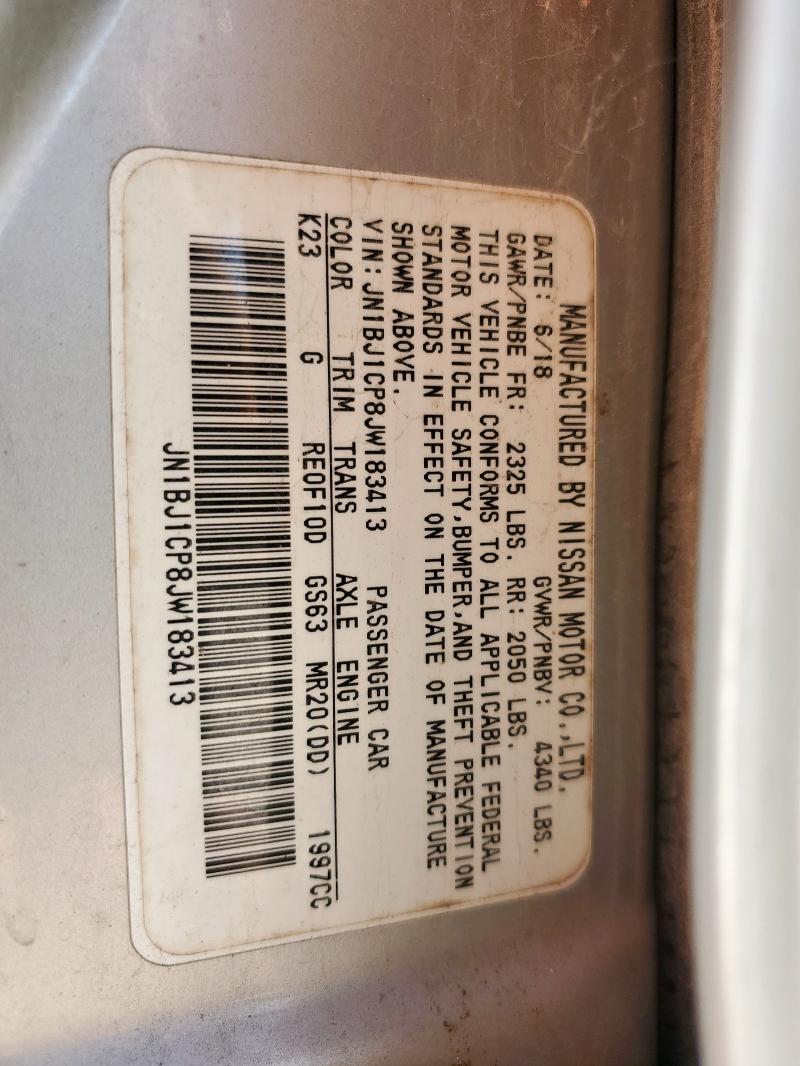 MANUFACTURED BY NISSAN MOTOR CO.,LTD.
DATE: 6/18 GVWR/PNBV: 4340 LBS.
GAWR/PNBE FR: 2325 LBS. RR: 2050 LBS.
THIS VEHICLE CONFORMS TO ALL APPLICABLE FEDERAL
MOTOR VEHICLE SAFETY,BUMPER,AND THEFT PREVENTION
STANDARDS IN EFFECT ON THE DATE OF MANUFACTURE
SHOWN ABOVE.
VIN: JN1BJ1CP8JW183413 PASSENGER CAR
COLOR TRIM TRANS AXLE ENGINE
K23 G RE0F10D GS63 MR20(DD) 1997CC
JN1BJ1CP8JW183413